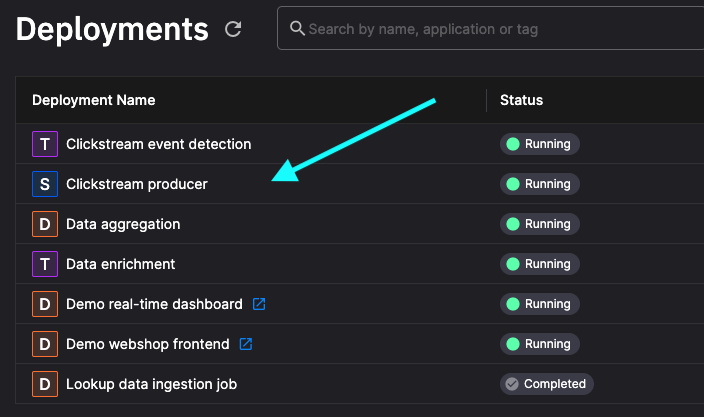 Deployments
Search by name, application or tag
Deployment Name Status
T Clickstream event detection Running
S Clickstream producer Running
D Data aggregation Running
T Data enrichment Running
D Demo real-time dashboard Running
D Demo webshop frontend Running
D Lookup data ingestion job Completed